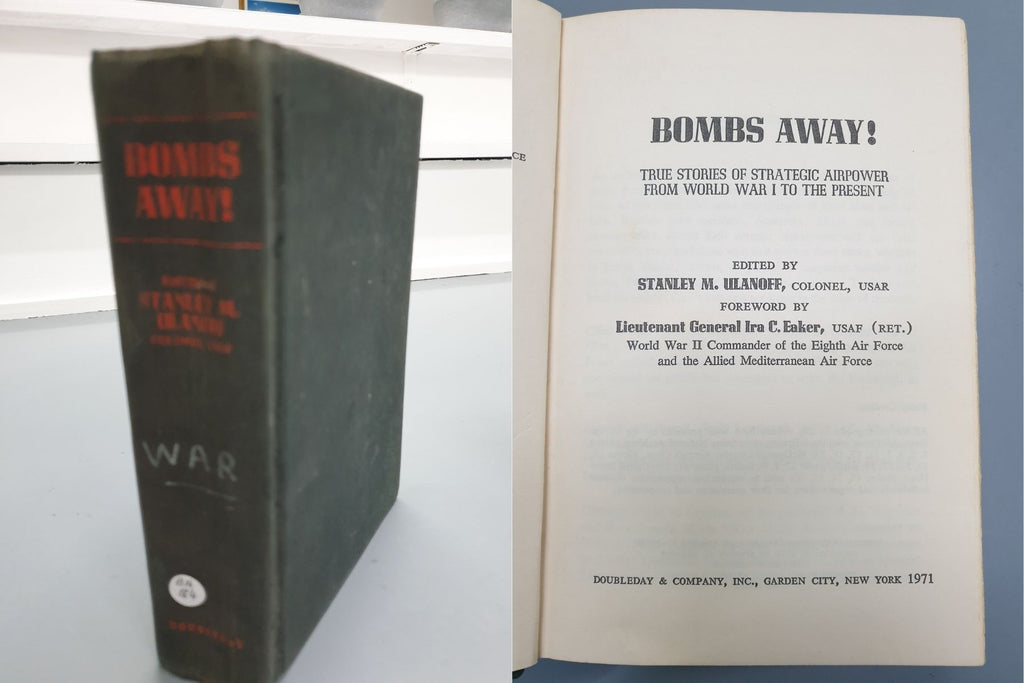 BOMBS
AWAY!
STANLEY M.
ULANOFF
WAR
CE
BOMBS AWAY!
TRUE STORIES OF STRATEGIC AIRPOWER
FROM WORLD WAR I TO THE PRESENT
EDITED BY
STANLEY M. ULANOFF, COLONEL, USAR
FOREWORD BY
Lieutenant General Ira C. Eaker, USAF (RET.)
World War II Commander of the Eighth Air Force
and the Allied Mediterranean Air Force
DOUBLEDAY & COMPANY, INC., GARDEN CITY, NEW YORK 1971